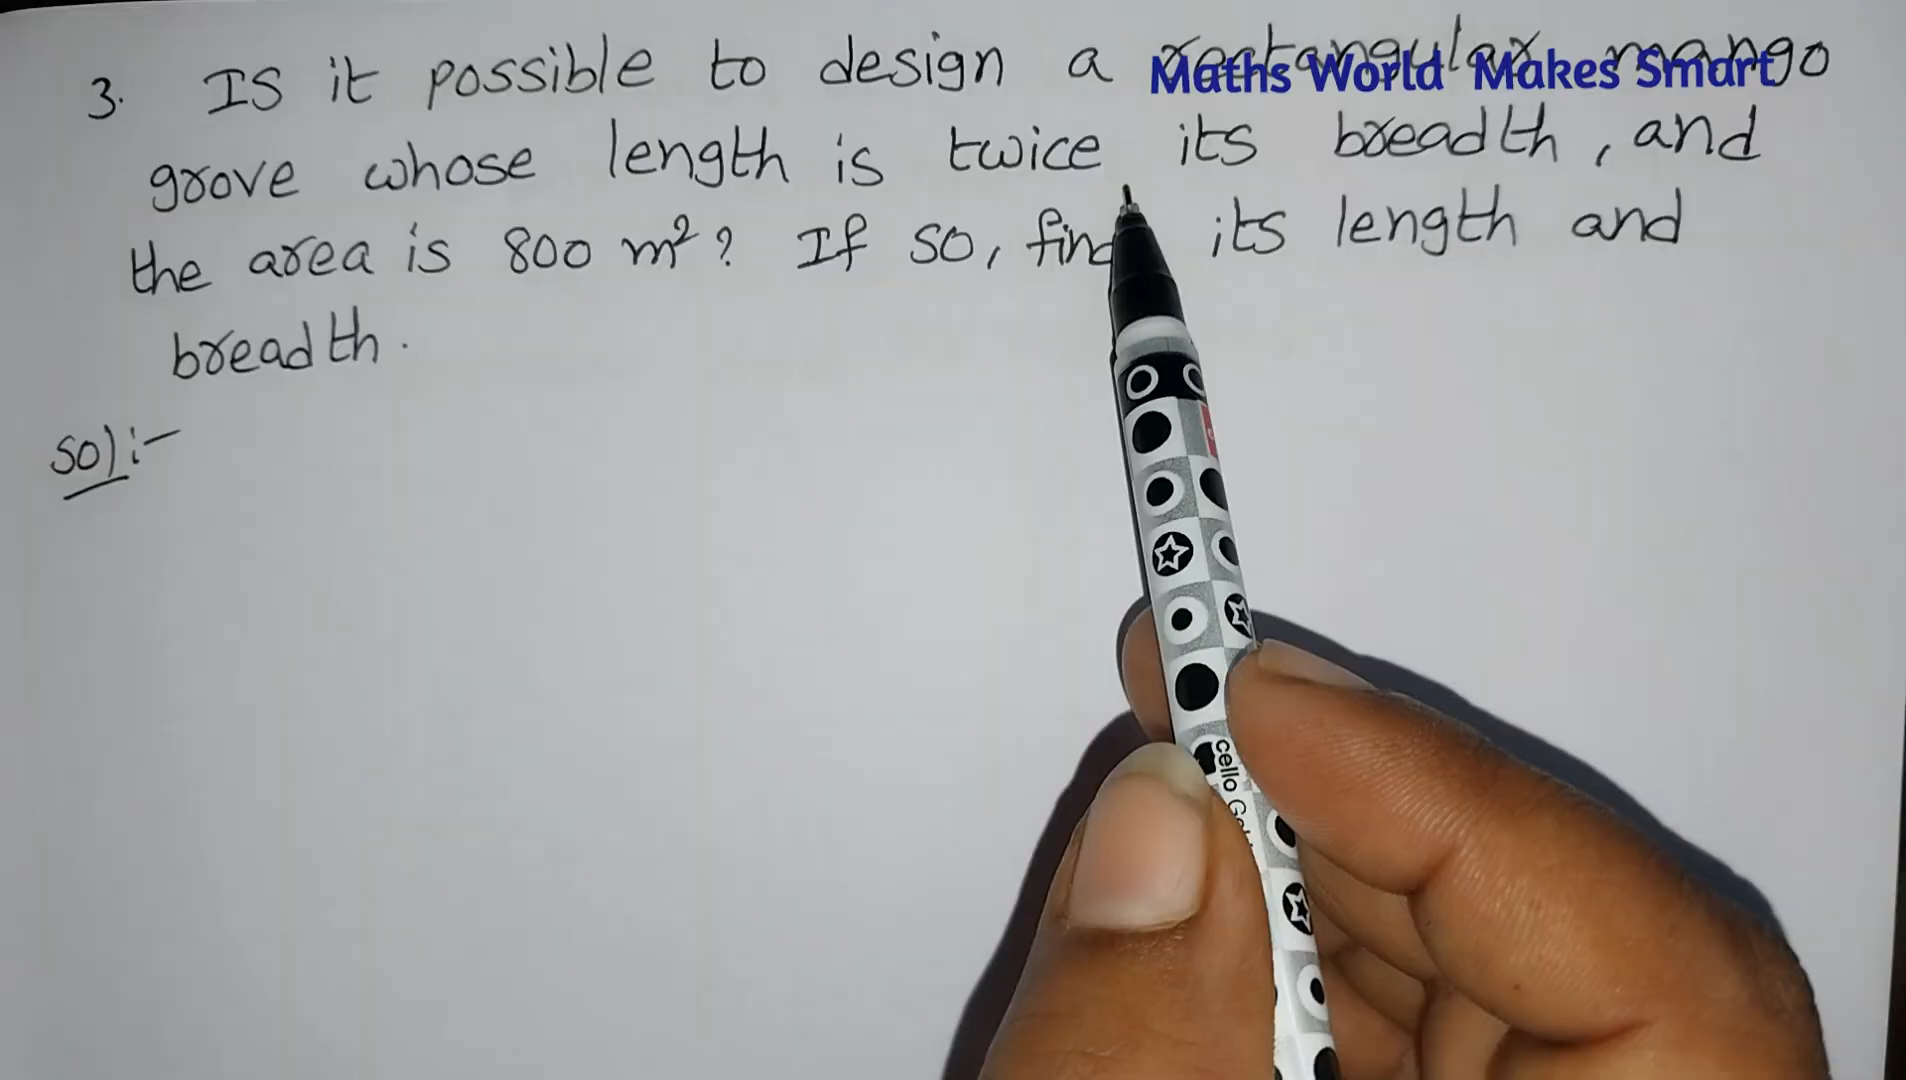 3. Is it possible to design a rectangular mango
Maths World Makes Smart
grove whose length is twice its breadth, and
the area is 800 m²? If so, find its length and
breadth.
Sol:-
cello